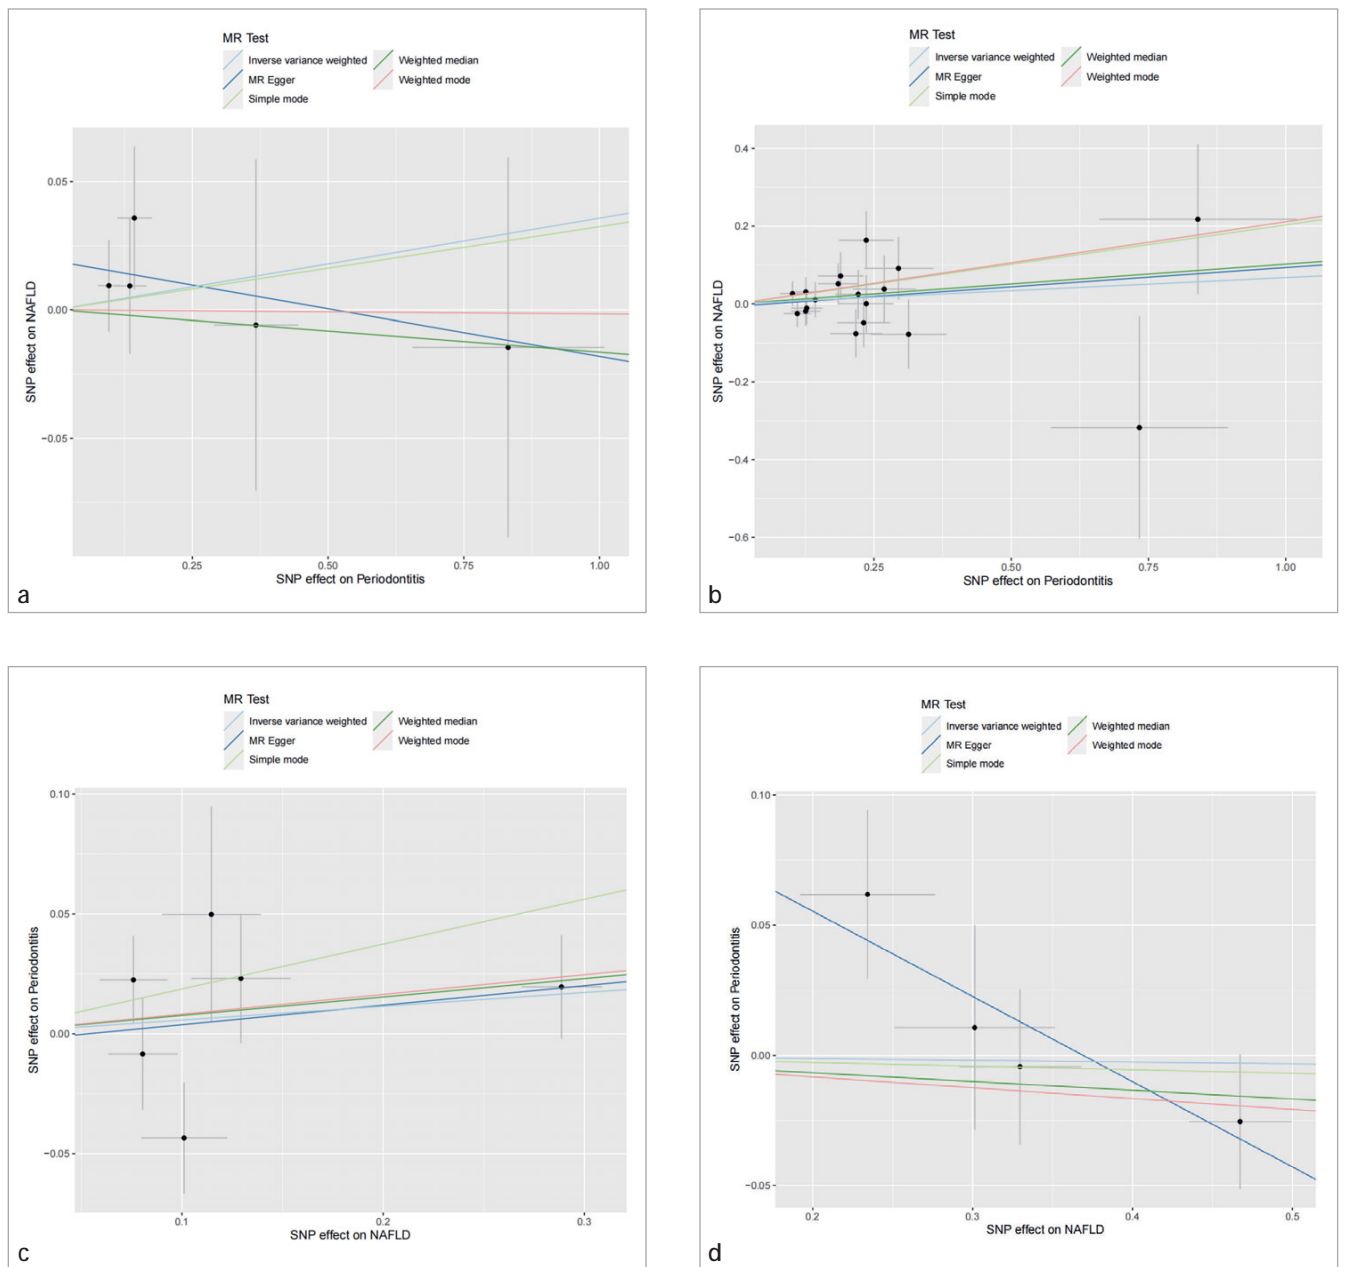 MR Test
Inverse variance weighted
Weighted median
MR Egger
Weighted mode
Simple mode
0.05
0.00
−0.05
SNP effect on NAFLD
0.25
0.50
0.75
1.00
SNP effect on Periodontitis
a
MR Test
Inverse variance weighted
Weighted median
MR Egger
Weighted mode
Simple mode
0.4
0.2
0.0
−0.2
−0.4
−0.6
SNP effect on NAFLD
0.25
0.50
0.75
1.00
SNP effect on Periodontitis
b
MR Test
Inverse variance weighted
Weighted median
MR Egger
Weighted mode
Simple mode
0.10
0.05
0.00
−0.05
SNP effect on Periodontitis
0.1
0.2
0.3
SNP effect on NAFLD
c
MR Test
Inverse variance weighted
Weighted median
MR Egger
Weighted mode
Simple mode
0.10
0.05
0.00
−0.05
SNP effect on Periodontitis
0.2
0.3
0.4
0.5
SNP effect on NAFLD
d